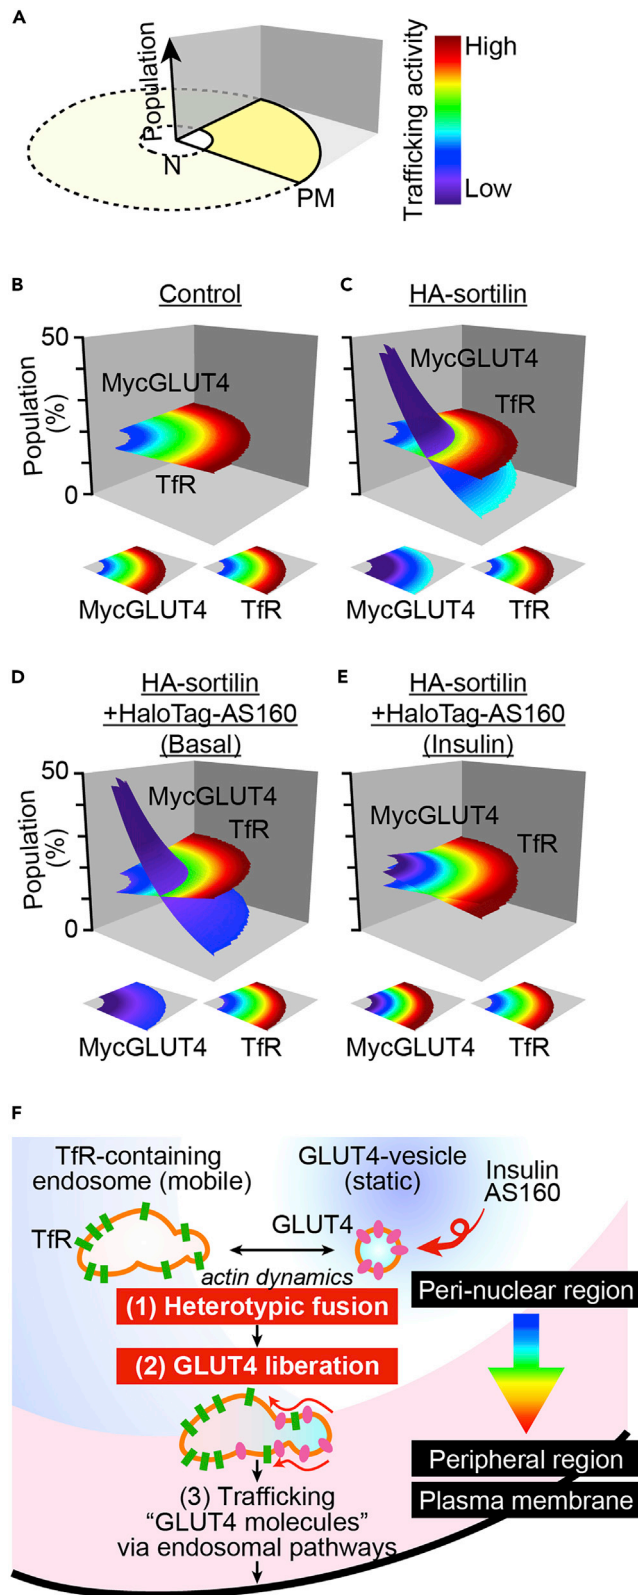 A
Population
N
PM
Trafficking activity
High
Low
B
Control
50
Population
(%)
0
MycGLUT4
TfR
MycGLUT4
TfR
C
HA-sortilin
MycGLUT4
TfR
MycGLUT4
TfR
D
HA-sortilin
+HaloTag-AS160
(Basal)
50
Population
(%)
0
MycGLUT4
TfR
MycGLUT4
TfR
E
HA-sortilin
+HaloTag-AS160
(Insulin)
MycGLUT4
TfR
MycGLUT4
TfR
F
TfR-containing
endosome (mobile)
GLUT4-vesicle
(static)
Insulin
AS160
TfR
GLUT4
actin dynamics
(1) Heterotypic fusion
(2) GLUT4 liberation
(3) Trafficking
“GLUT4 molecules”
via endosomal pathways
Peri-nuclear region
Peripheral region
Plasma membrane